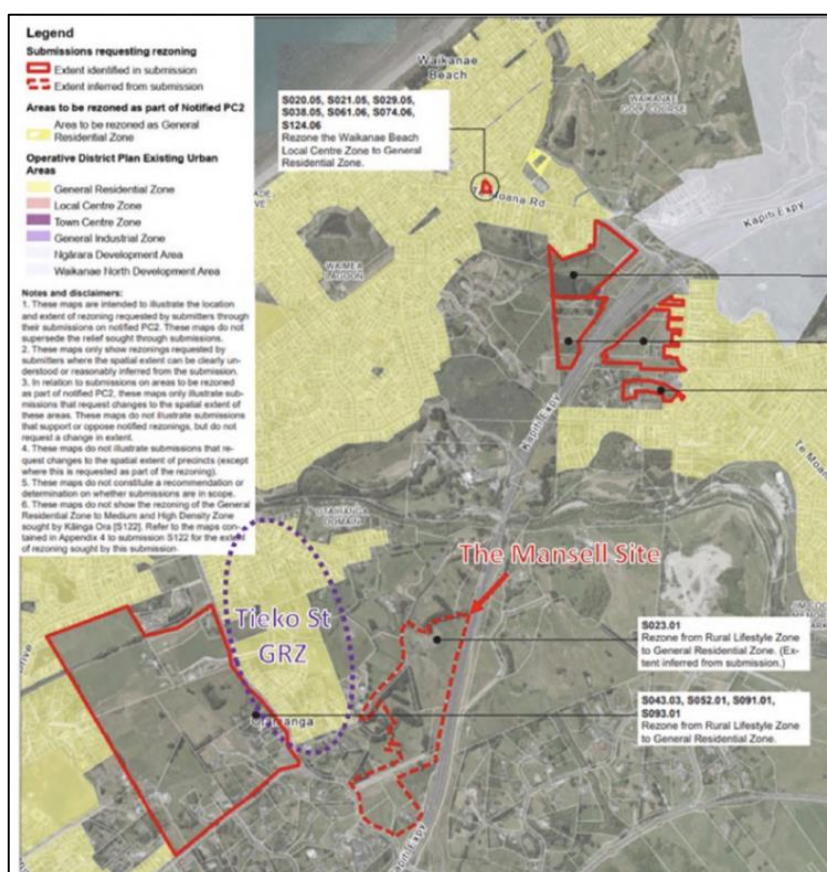 Legend
Submissions requesting rezoning
Extent identified in submission
Extent inferred from submission
Areas to be rezoned as part of Notified PC2
Area to be rezoned as General
Residential Zone
Operative District Plan Existing Urban
Areas
General Residential Zone
Local Centre Zone
Town Centre Zone
General Industrial Zone
Ngārara Development Area
Waikanae North Development Area
Notes and disclaimers:
1. These maps are intended to illustrate the location
and extent of rezoning requested by submitters through
their submissions on notified PC2. These maps do not
supersede the relief sought through submissions.
2. These maps only show rezonings requested by
submitters where the spatial extent can be clearly un-
derstood or reasonably inferred from the submission.
3. In relation to submissions on areas to be rezoned
as part of notified PC2, these maps only illustrate sub-
missions that request changes to the spatial extent of
these areas. These maps do not illustrate submissions
that support or oppose notified rezonings, but do not
request a change in extent.
4. These maps do not illustrate submissions that re-
quest changes to the spatial extent of precincts (except
where this is requested as part of the rezoning).
5. These maps do not constitute a recommendation or
determination on whether submissions are in scope.
6. These maps do not show the rezoning of the General
Residential Zone to Medium and High Density Zone
sought by Kāinga Ora [S122]. Refer to the maps con-
tained in Appendix 4 to submission S122 for the extent
of rezoning sought by this submission
Waikanae
Beach
WAIKANAE
GOLF COURSE
S020.05, S021.05, S029.05,
S038.05, S061.06, S074.06,
S124.06
Rezone the Waikanae Beach
Local Centre Zone to General
Residential Zone.
Moana Rd
Kapiti Expy
WAIMEA
LAGOON
Kapiti Expy
Te Moan
OTAIHANGA
DOMAIN
The Mansell Site
Tieko St
GRZ
S023.01
Rezone from Rural Lifestyle Zone
to General Residential Zone. (Ex-
tent inferred from submission.)
S043.03, S052.01, S091.01,
S093.01
Rezone from Rural Lifestyle Zone
to General Residential Zone.
Kapiti Expy